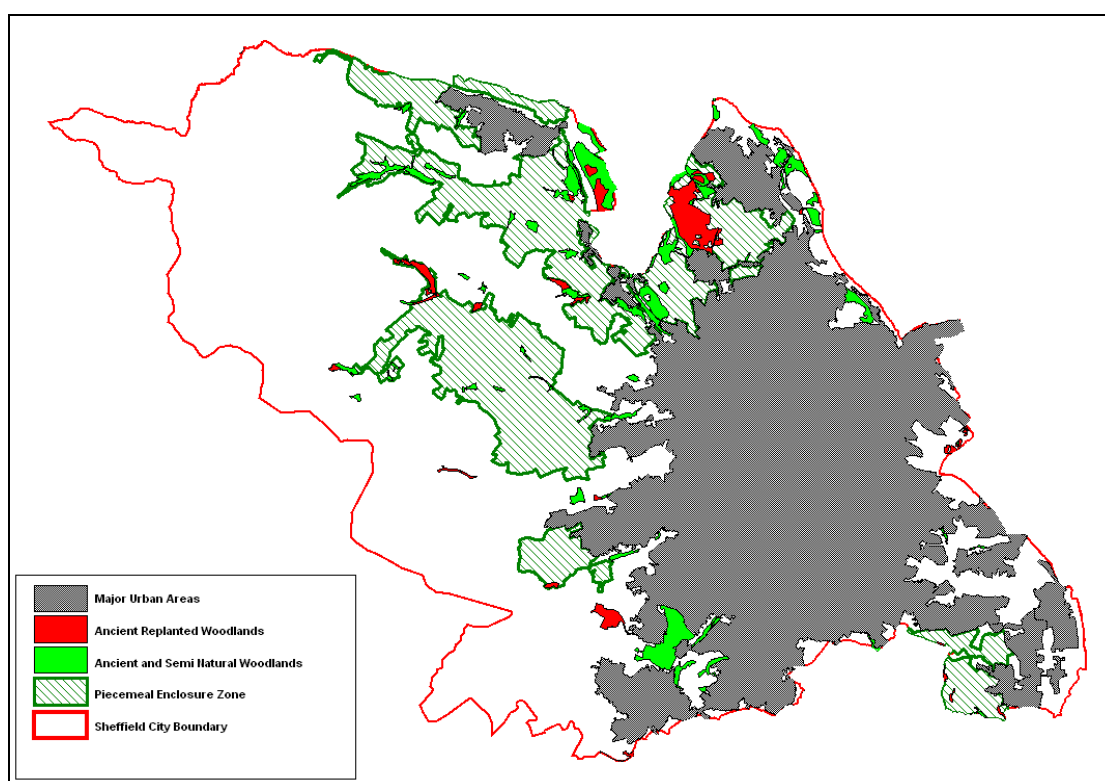 Major Urban Areas
Ancient Replanted Woodlands
Ancient and Semi Natural Woodlands
Piecemeal Enclosure Zone
Sheffield City Boundary